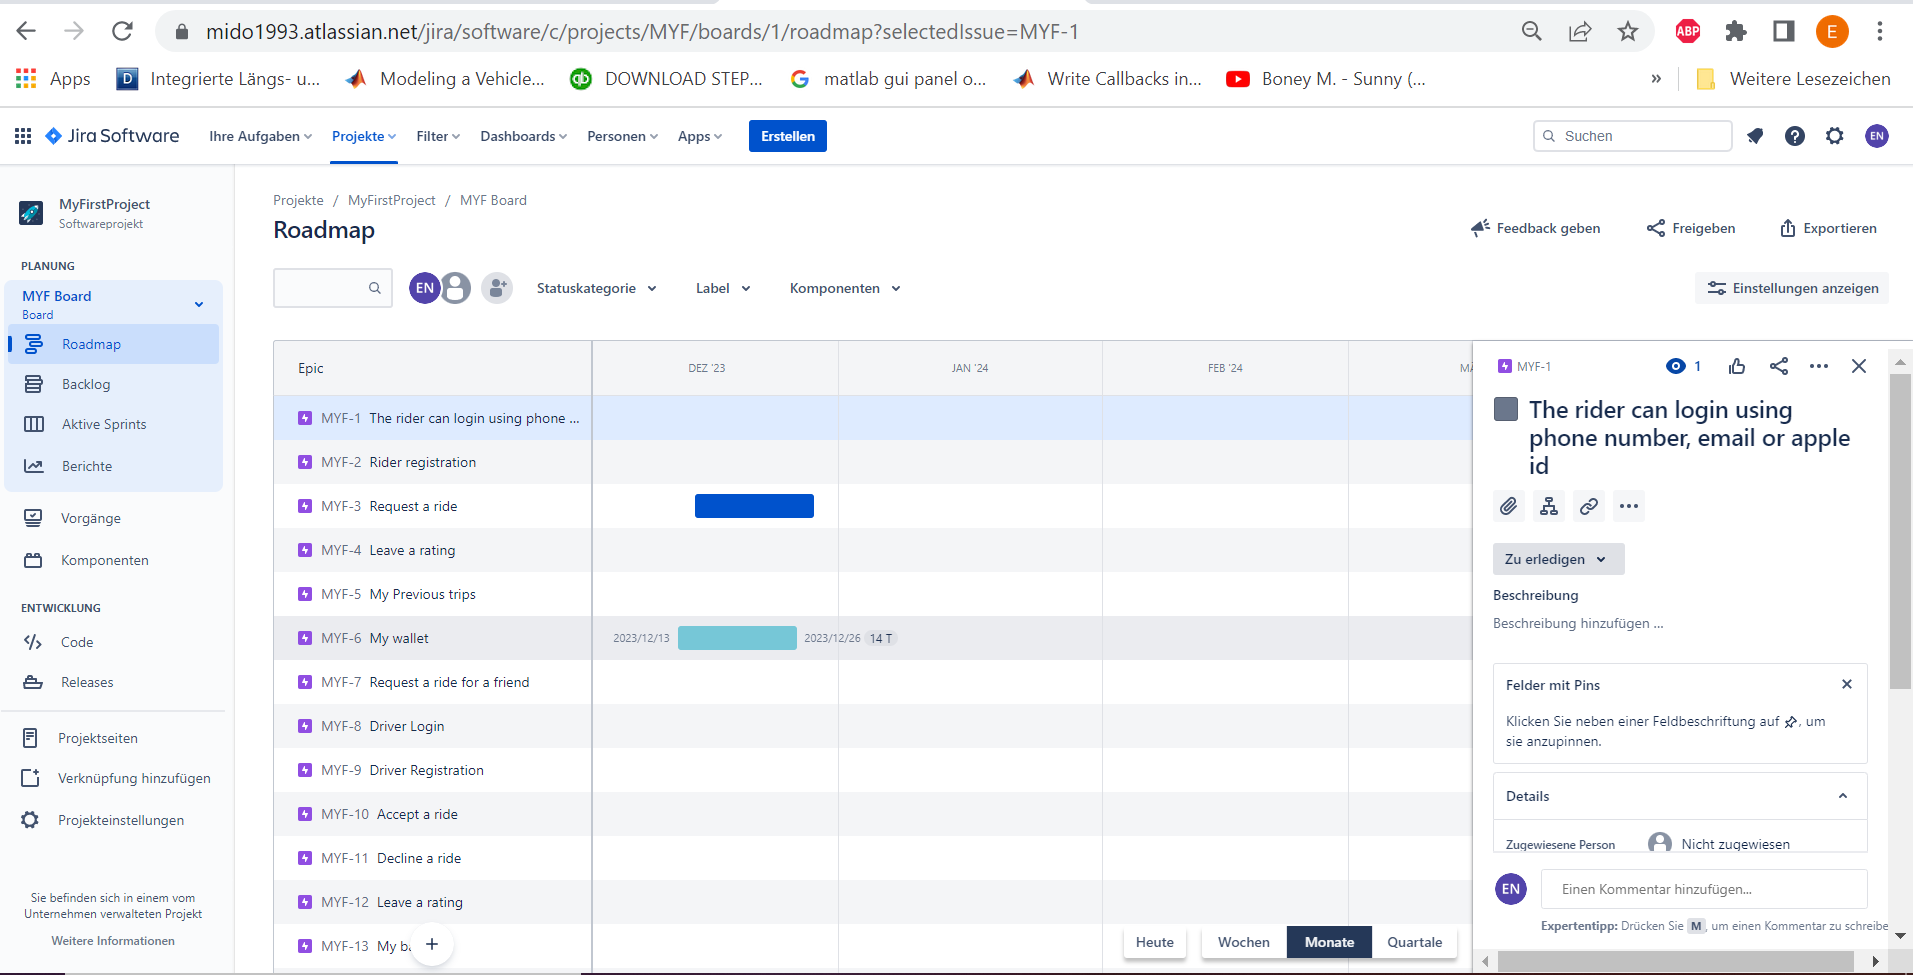 mido1993.atlassian.net/jira/software/c/projects/MYF/boards/1/roadmap?selectedIssue=MYF-1
ABP
E
Apps
D
Integrierte Längs- u...
Modeling a Vehicle...
DOWNLOAD STEP...
matlab gui panel o...
Write Callbacks in...
Boney M. - Sunny (...
»
Weitere Lesezeichen
Jira Software
Ihre Aufgaben
Projekte
Filter
Dashboards
Personen
Apps
Erstellen
Suchen
EN
MyFirstProject
Softwareprojekt
PLANUNG
MYF Board
Board
Roadmap
Backlog
Aktive Sprints
Berichte
Vorgänge
Komponenten
ENTWICKLUNG
Code
Releases
Projektseiten
Verknüpfung hinzufügen
Projekteinstellungen
Sie befinden sich in einem vom
Unternehmen verwalteten Projekt
Weitere Informationen
Projekte / MyFirstProject / MYF Board
Roadmap
Feedback geben
Freigeben
Exportieren
EN
Statuskategorie
Label
Komponenten
Einstellungen anzeigen
Epic
DEZ '23
JAN '24
FEB '24
MÄ
MYF-1 The rider can login using phone ...
MYF-2 Rider registration
MYF-3 Request a ride
MYF-4 Leave a rating
MYF-5 My Previous trips
MYF-6 My wallet
2023/12/13
2023/12/26
14 T
MYF-7 Request a ride for a friend
MYF-8 Driver Login
MYF-9 Driver Registration
MYF-10 Accept a ride
MYF-11 Decline a ride
MYF-12 Leave a rating
MYF-13 My
Heute
Wochen
Monate
Quartale
MYF-1
1
The rider can login using
phone number, email or apple
id
Zu erledigen
Beschreibung
Beschreibung hinzufügen ...
Felder mit Pins
Klicken Sie neben einer Feldbeschriftung auf , um
sie anzupinnen.
Details
Zugewiesene Person
Nicht zugewiesen
EN
Einen Kommentar hinzufügen...
Expertentipp: Drücken Sie M, um einen Kommentar zu schreibe